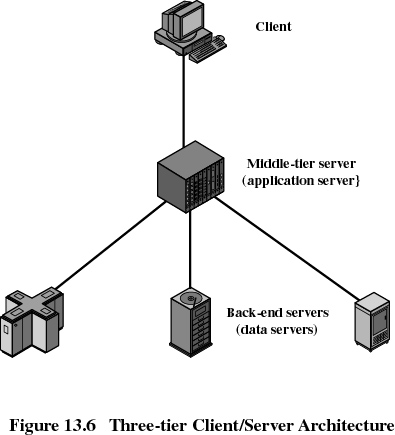 Client
Middle-tier server
(application server}
Back-end servers
(data servers)
Figure 13.6 Three-tier Client/Server Architecture